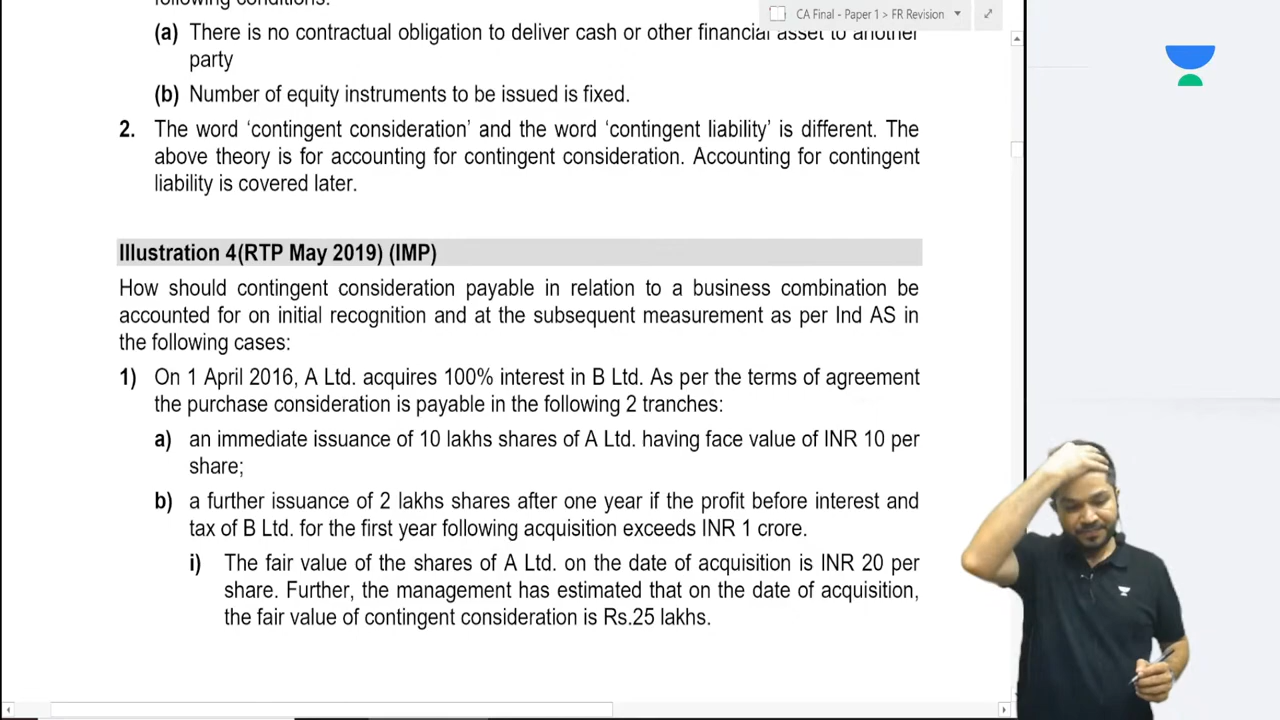 following conditions:
CA Final - Paper 1 > FR Revision
(a) There is no contractual obligation to deliver cash or other financial asset to another
party
(b) Number of equity instruments to be issued is fixed.
2. The word ‘contingent consideration’ and the word ‘contingent liability’ is different. The
above theory is for accounting for contingent consideration. Accounting for contingent
liability is covered later.
Illustration 4(RTP May 2019) (IMP)
How should contingent consideration payable in relation to a business combination be
accounted for on initial recognition and at the subsequent measurement as per Ind AS in
the following cases:
1) On 1 April 2016, A Ltd. acquires 100% interest in B Ltd. As per the terms of agreement
the purchase consideration is payable in the following 2 tranches:
a) an immediate issuance of 10 lakhs shares of A Ltd. having face value of INR 10 per
share;
b) a further issuance of 2 lakhs shares after one year if the profit before interest and
tax of B Ltd. for the first year following acquisition exceeds INR 1 crore.
i) The fair value of the shares of A Ltd. on the date of acquisition is INR 20 per
share. Further, the management has estimated that on the date of acquisition,
the fair value of contingent consideration is Rs.25 lakhs.